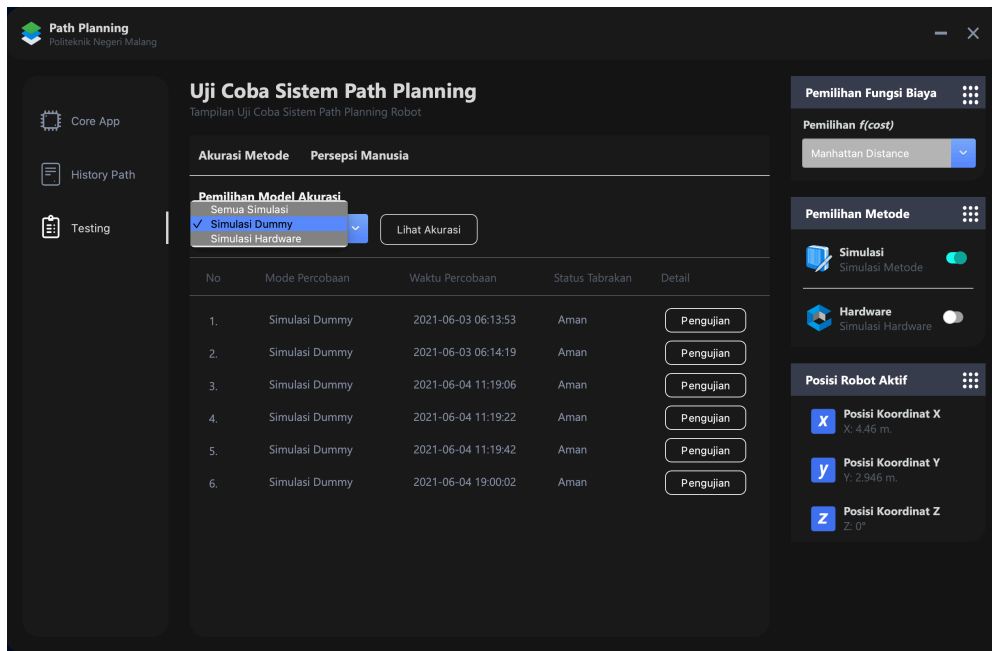 Path Planning
Politeknik Negeri Malang
Core App
History Path
Testing
Uji Coba Sistem Path Planning
Tampilan Uji Coba Sistem Path Planning Robot
Akurasi Metode Persepsi Manusia
Pemilihan Model Akurasi
Semua Simulasi
✓ Simulasi Dummy
Simulasi Hardware
Lihat Akurasi
No Mode Percobaan Waktu Percobaan Status Tabrakan Detail
1. Simulasi Dummy 2021-06-03 06:13:53 Aman Pengujian
2. Simulasi Dummy 2021-06-03 06:14:19 Aman Pengujian
3. Simulasi Dummy 2021-06-04 11:19:06 Aman Pengujian
4. Simulasi Dummy 2021-06-04 11:19:22 Aman Pengujian
5. Simulasi Dummy 2021-06-04 11:19:42 Aman Pengujian
6. Simulasi Dummy 2021-06-04 19:00:02 Aman Pengujian
Pemilihan Fungsi Biaya
Pemilihan f(cost)
Manhattan Distance
Pemilihan Metode
Simulasi
Simulasi Metode
Hardware
Simulasi Hardware
Posisi Robot Aktif
x Posisi Koordinat X
X: 4.46 m.
y Posisi Koordinat Y
Y: 2.946 m.
z Posisi Koordinat Z
Z: 0°